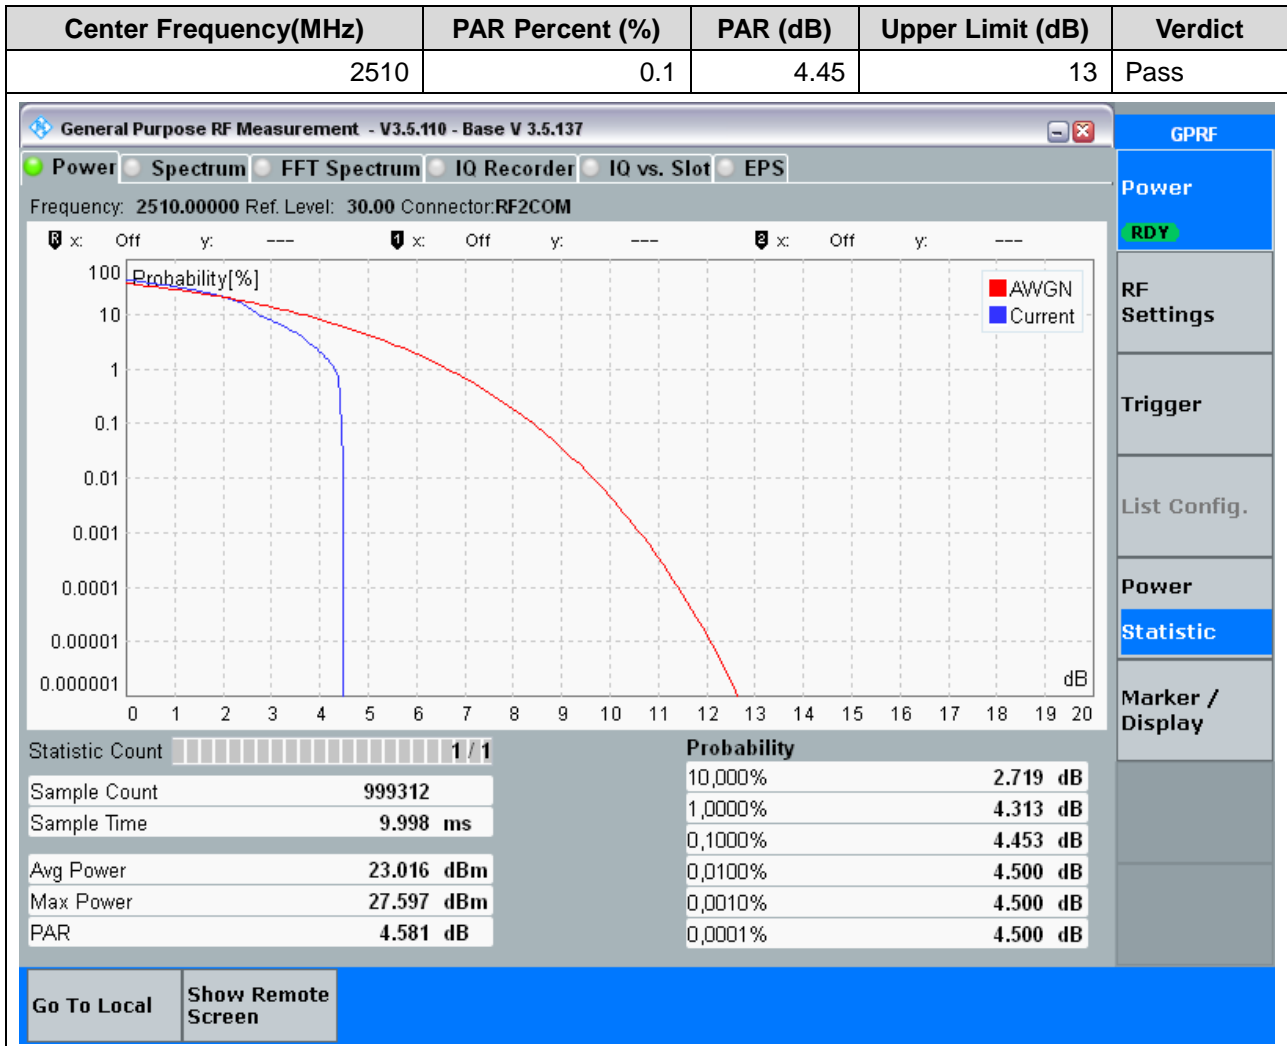 Center Frequency(MHz) PAR Percent (%) PAR (dB) Upper Limit (dB) Verdict
2510 0.1 4.45 13 Pass
General Purpose RF Measurement - V3.5.110 - Base V 3.5.137
GPRF
Power Spectrum FFT Spectrum IQ Recorder IQ vs. Slot EPS
Power
RDY
Frequency: 2510.00000 Ref. Level: 30.00 Connector:RF2COM
R x: Off y: --- 1 x: Off y: --- 2 x: Off y: ---
Probability[%]
AWGN
Current
100
10
1
0.1
0.01
0.001
0.0001
0.00001
0.000001
dB
0 1 2 3 4 5 6 7 8 9 10 11 12 13 14 15 16 17 18 19 20
RF
Settings
Trigger
List Config.
Power
Statistic
Marker /
Display
Statistic Count 1 / 1
Sample Count 999312
Sample Time 9.998 ms
Avg Power 23.016 dBm
Max Power 27.597 dBm
PAR 4.581 dB
Probability
10,000% 2.719 dB
1,0000% 4.313 dB
0,1000% 4.453 dB
0,0100% 4.500 dB
0,0010% 4.500 dB
0,0001% 4.500 dB
Go To Local
Show Remote
Screen